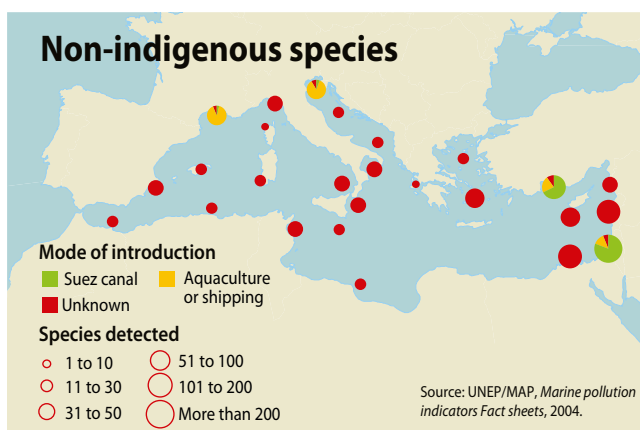 Non-indigenous species
Mode of introduction
Suez canal
Aquaculture
or shipping
Unknown
Species detected
1 to 10
11 to 30
31 to 50
51 to 100
101 to 200
More than 200
Source: UNEP/MAP, Marine pollution
indicators Fact sheets, 2004.